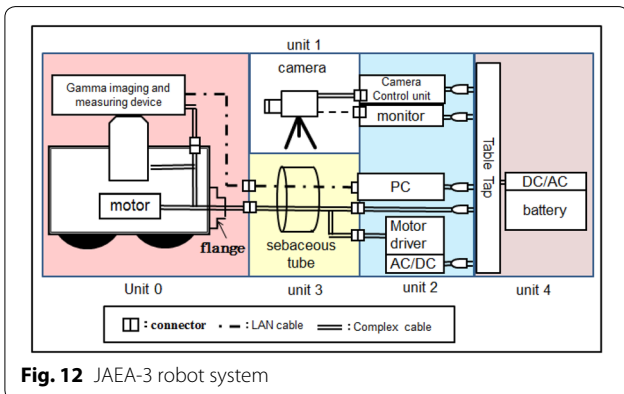 unit 1
camera
Gamma imaging and
measuring device
Camera
Control unit
monitor
Table Tap
motor
PC
DC/AC
battery
flange
sebaceous
tube
Motor
driver
AC/DC
Unit 0
unit 3
unit 2
unit 4
: connector
: LAN cable
: Complex cable
Fig. 12 JAEA-3 robot system